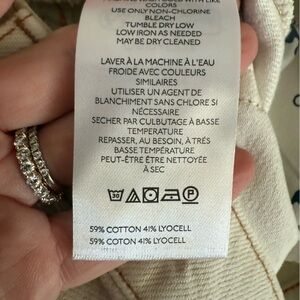 COLORS
USE ONLY NON-CHLORINE
BLEACH
TUMBLE DRY LOW
LOW IRON AS NEEDED
MAY BE DRY CLEANED
LAVER À LA MACHINE À L'EAU
FROIDE AVEC COULEURS
SIMILAIRES
UTILISER UN AGENT DE
BLANCHIMENT SANS CHLORE SI
NÉCESSAIRE
SECHER PAR CULBUTAGE À BASSE
TEMPERATURE
REPASSER, AU BESOIN, À TRÈS
BASSE TEMPÉRATURE
PEUT-ÊTRE ÊTRE NETTOYÉE
À SEC
30
P
59% COTTON 41% LYOCELL
59% COTON 41% LYOCELL